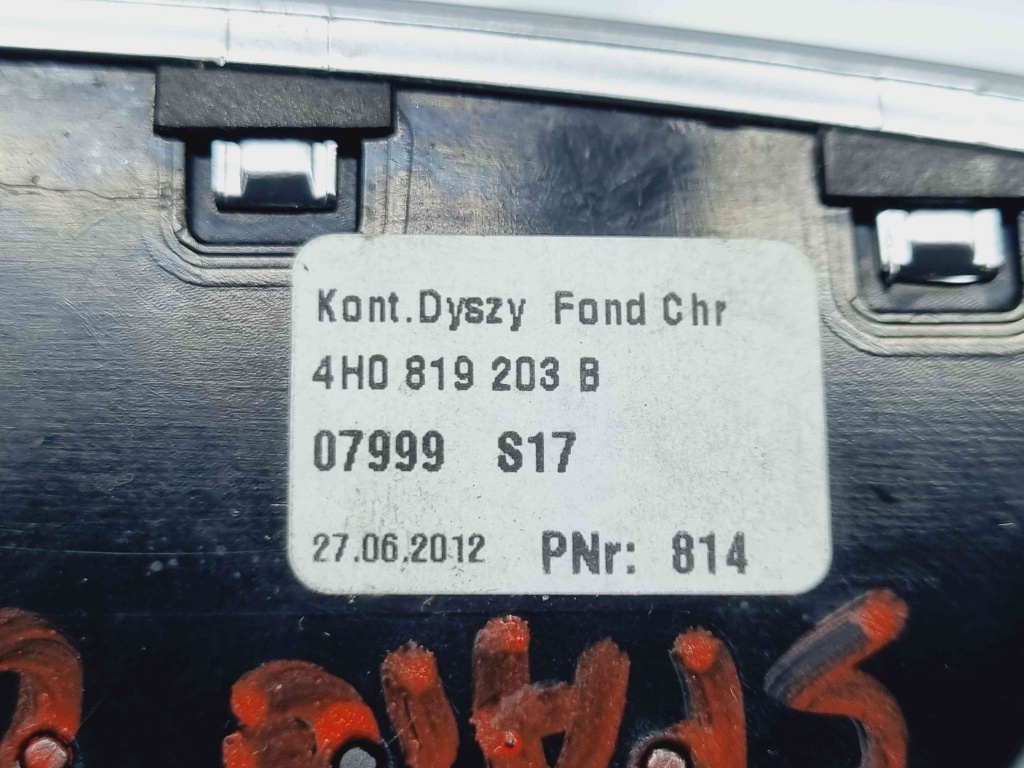 Kont.Dyszy Fond Chr
4H0 819 203 B
07999 S17
27.06.2012 PNr: 814